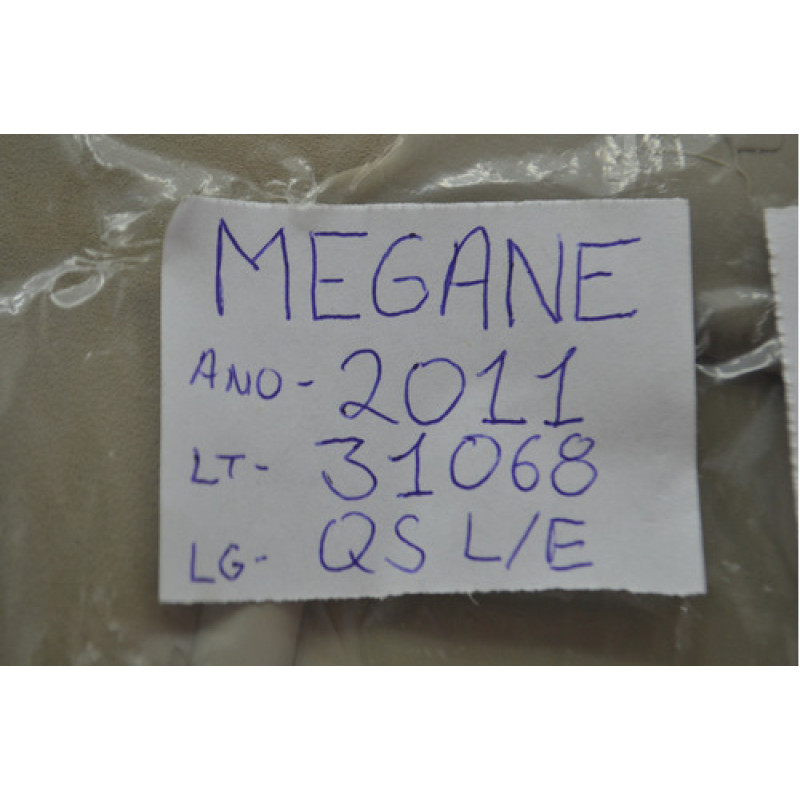 MEGANE
ANO - 2011
LT - 31068
LG - QS L/E